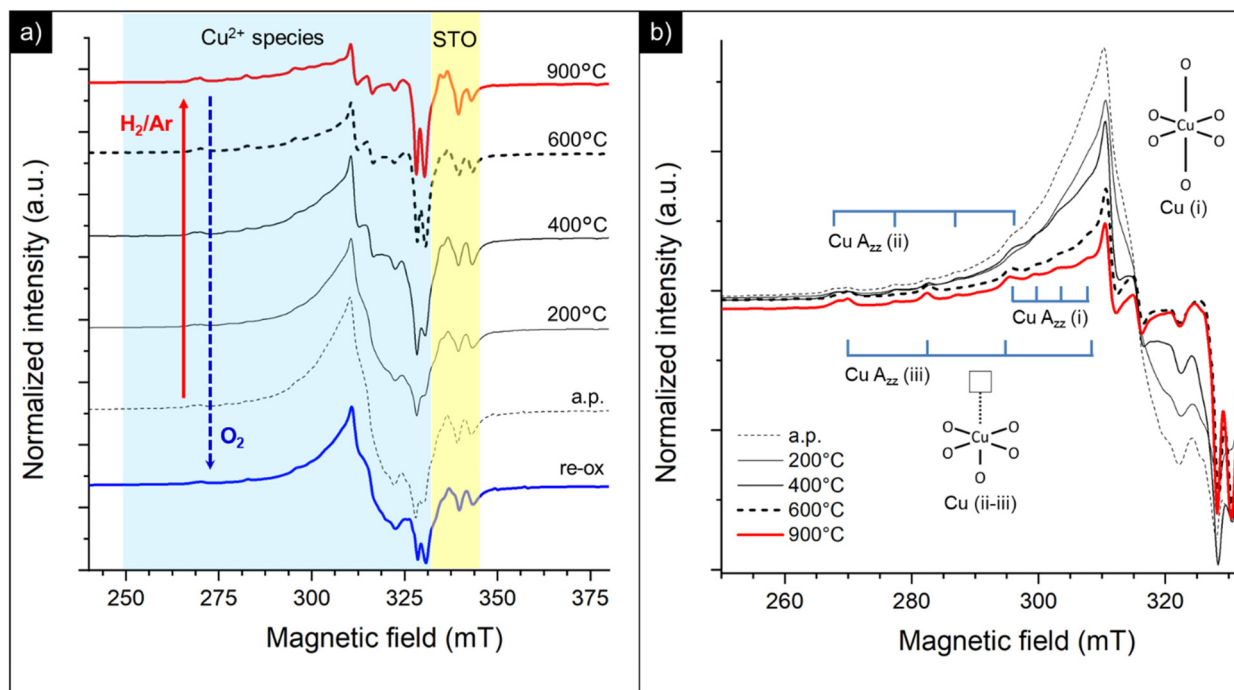 a)
Cu²⁺ species
STO
900°C
H₂/Ar
600°C
400°C
200°C
a.p.
O₂
re-ox
Normalized intensity (a.u.)
250 275 300 325 350 375
Magnetic field (mT)
b)
O
O O
Cu
O O
O
Cu (i)
Cu A_zz (ii)
Cu A_zz (i)
Cu A_zz (iii)
Cu
O O
O O
O
Cu (ii-iii)
a.p.
200°C
400°C
600°C
900°C
Normalized intensity (a.u.)
260 280 300 320
Magnetic field (mT)